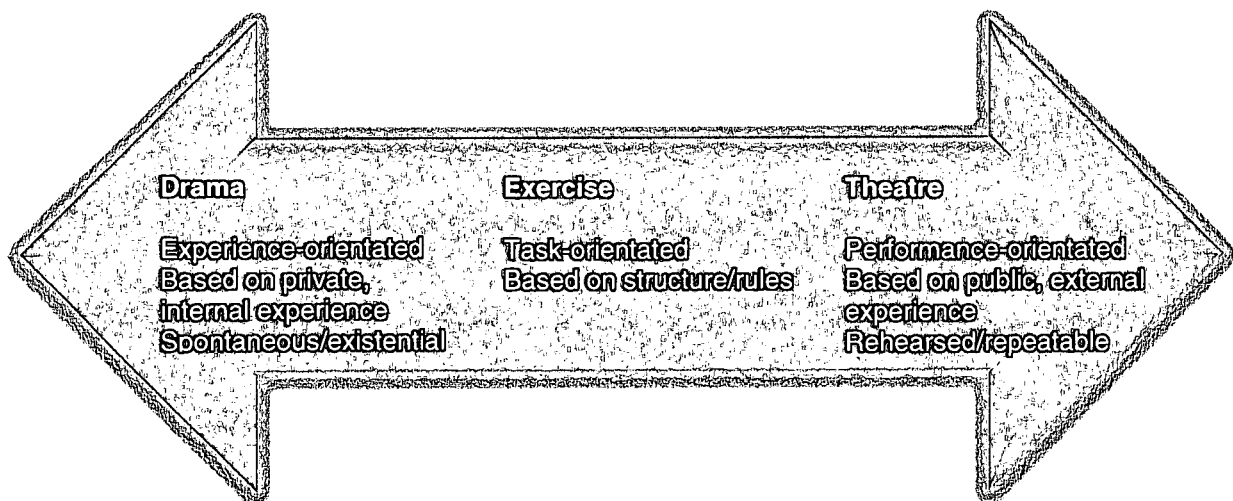 Drama
Experience-orientated
Based on private,
internal experience
Spontaneous/existential
Exercise
Task-orientated
Based on structure/rules
Theatre
Performance-orientated
Based on public, external
experience
Rehearsed/repeatable